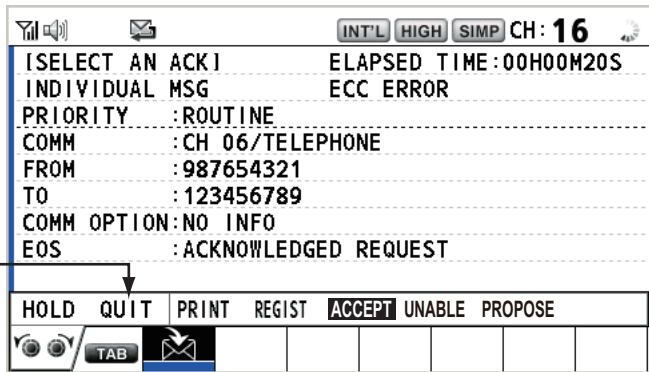 INT'L HIGH SIMP CH: 16
[SELECT AN ACK] ELAPSED TIME:00H00M20S
INDIVIDUAL MSG ECC ERROR
PRIORITY :ROUTINE
COMM :CH 06/TELEPHONE
FROM :987654321
TO :123456789
COMM OPTION:NO INFO
EOS :ACKNOWLEDGED REQUEST
HOLD QUIT PRINT REGIST ACCEPT UNABLE PROPOSE
TAB